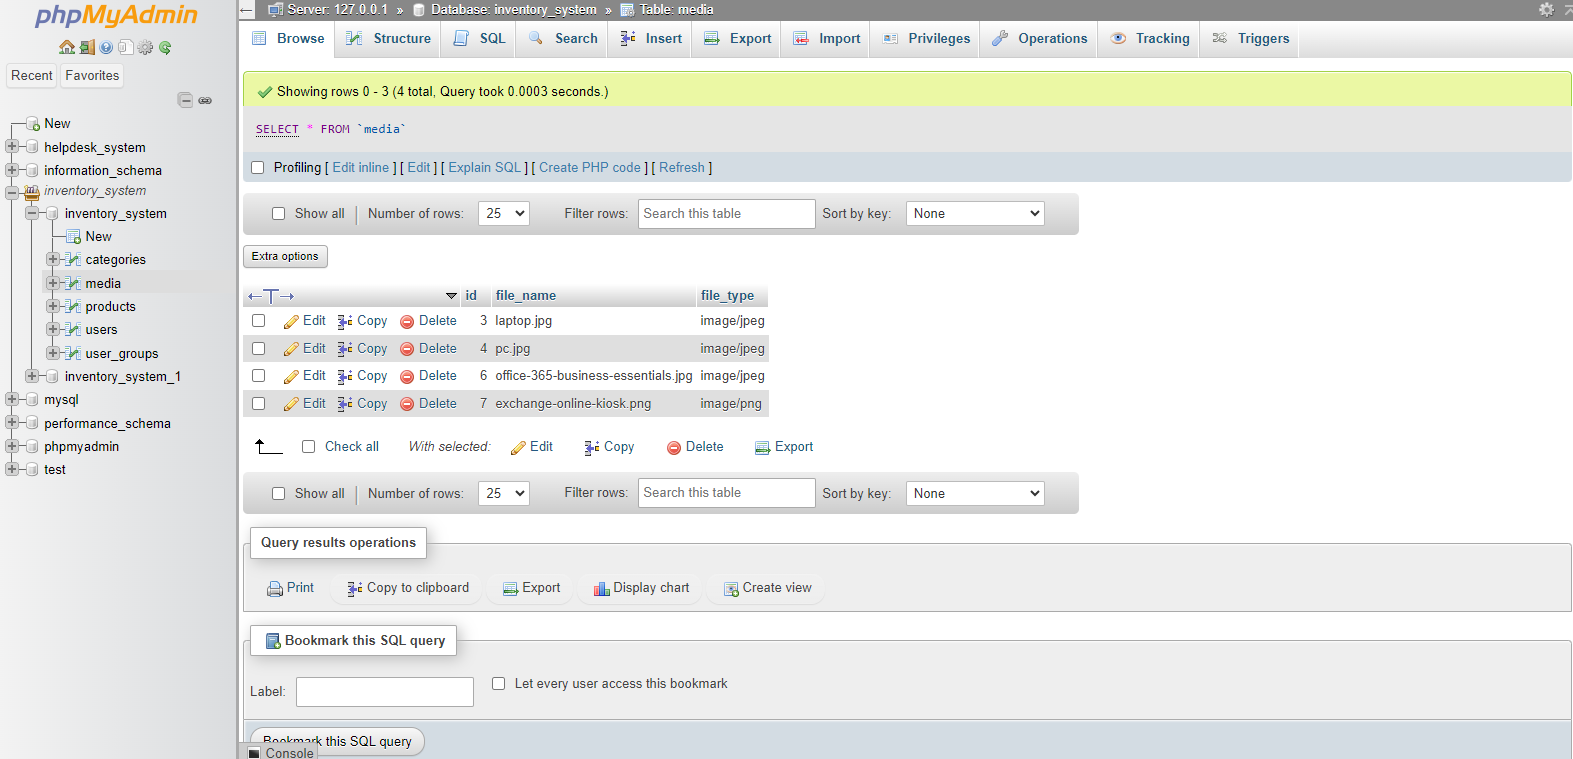 phpMyAdmin
Recent Favorites
New
helpdesk_system
information_schema
inventory_system
inventory_system
New
categories
media
products
users
user_groups
inventory_system_1
mysql
performance_schema
phpmyadmin
test
Server: 127.0.0.1 » Database: inventory_system » Table: media
Browse Structure SQL Search Insert Export Import Privileges Operations Tracking Triggers
Showing rows 0 - 3 (4 total, Query took 0.0003 seconds.)
SELECT * FROM `media`
Profiling [ Edit inline ] [ Edit ] [ Explain SQL ] [ Create PHP code ] [ Refresh ]
Show all Number of rows: 25 Filter rows: Search this table Sort by key: None
Extra options
id file_name file_type
Edit Copy Delete 3 laptop.jpg image/jpeg
Edit Copy Delete 4 pc.jpg image/jpeg
Edit Copy Delete 6 office-365-business-essentials.jpg image/jpeg
Edit Copy Delete 7 exchange-online-kiosk.png image/png
Check all With selected: Edit Copy Delete Export
Show all Number of rows: 25 Filter rows: Search this table Sort by key: None
Query results operations
Print Copy to clipboard Export Display chart Create view
Bookmark this SQL query
Label: Let every user access this bookmark
Bookmark this SQL query
Console